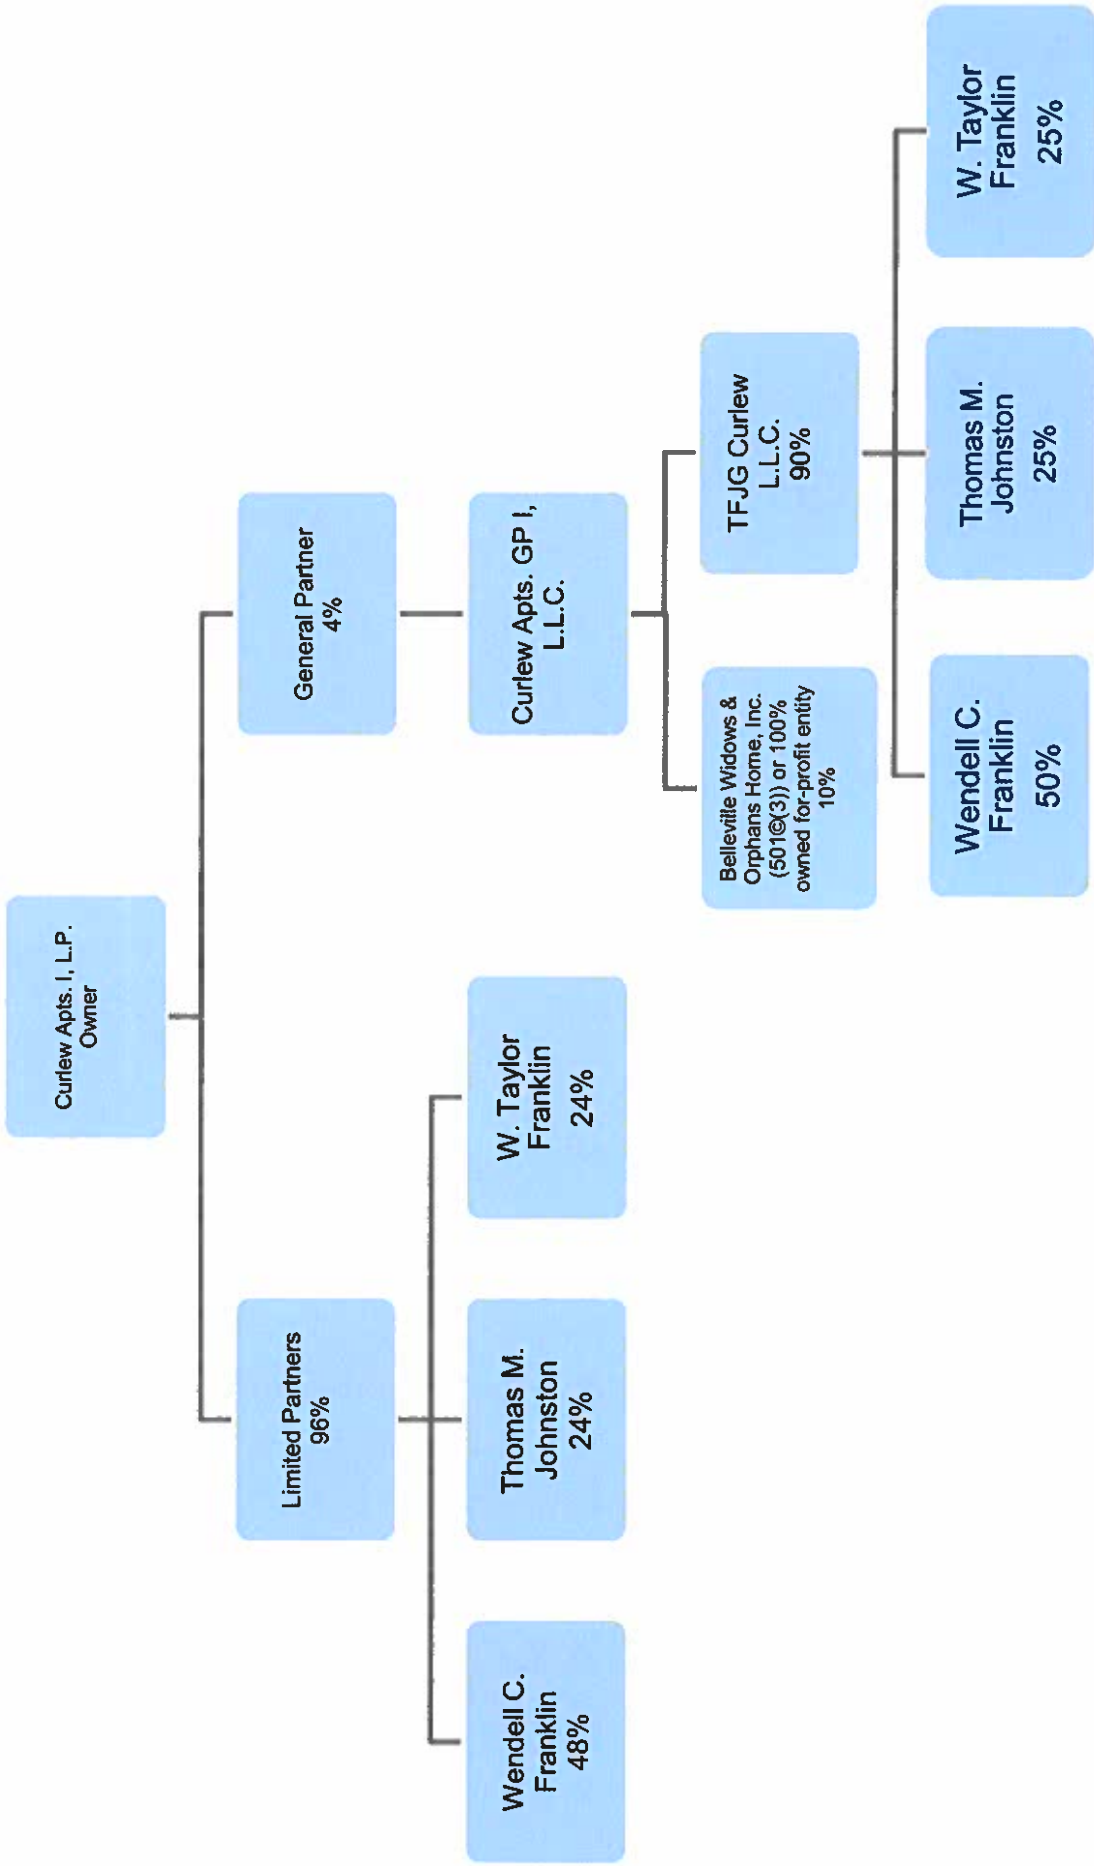 Curlew Apts. I, L.P.
Owner
Limited Partners
96%
General Partner
4%
Wendell C.
Franklin
48%
Thomas M.
Johnston
24%
W. Taylor
Franklin
24%
Curlew Apts. GP I,
L.L.C.
Belleville Widows &
Orphans Home, Inc.
(501©(3)) or 100%
owned for-profit entity
10%
TFJG Curlew
L.L.C.
90%
Wendell C.
Franklin
50%
Thomas M.
Johnston
25%
W. Taylor
Franklin
25%